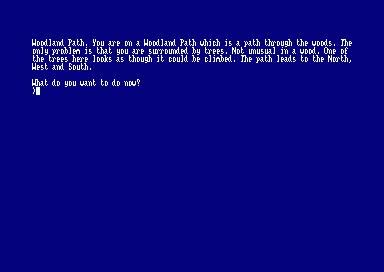 Woodland Path. You are on a Woodland Path which is a path through the woods. The
only problem is that you are surrounded by trees. Not unusual in a wood. One of
the trees here looks as though it could be climbed. The path leads to the North,
West and South.
What do you want to do now?
>